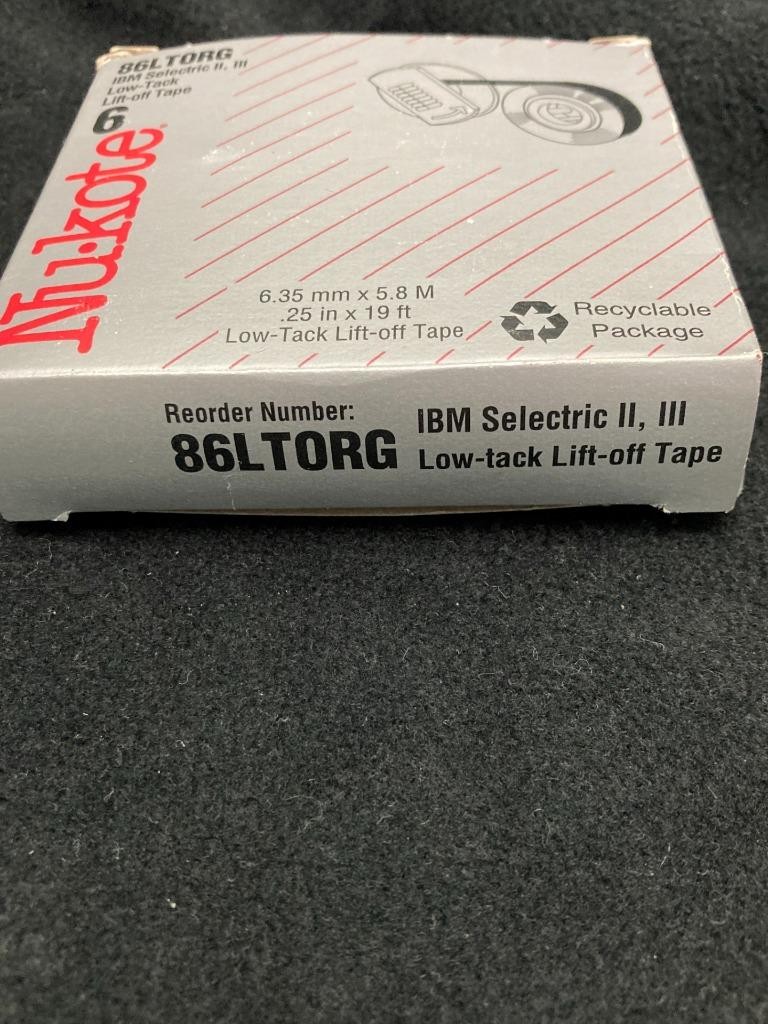 86LTORG
IBM Selectric II, III
Low-Tack
Lift-off Tape
6
Nu·kote
6.35 mm x 5.8 M
.25 in x 19 ft
Low-Tack Lift-off Tape
Recyclable
Package
Reorder Number:
86LTORG
IBM Selectric II, III
Low-tack Lift-off Tape